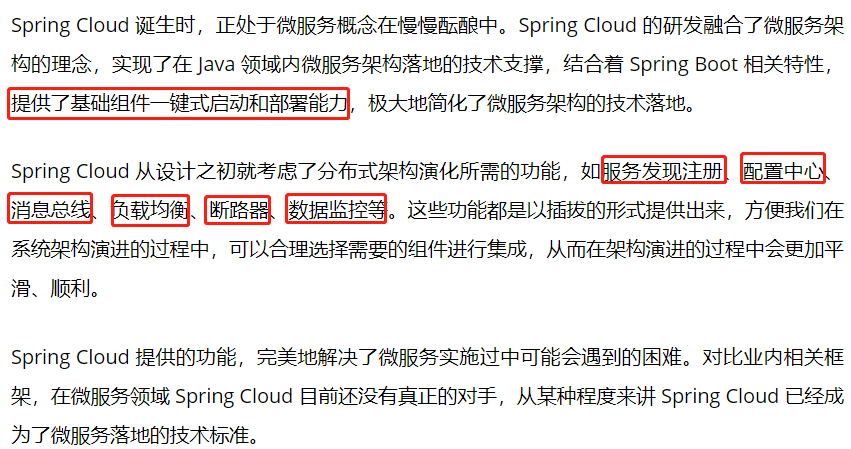 Spring Cloud 诞生时，正处于微服务概念在慢慢酝酿中。Spring Cloud 的研发融合了微服务架
构的理念，实现了在 Java 领域内微服务架构落地的技术支撑，结合着 Spring Boot 相关特性，
提供了基础组件一键式启动和部署能力，极大地简化了微服务架构的技术落地。
Spring Cloud 从设计之初就考虑了分布式架构演化所需的功能，如服务发现注册、配置中心、
消息总线、负载均衡、断路器、数据监控等。这些功能都是以插拔的形式提供出来，方便我们在
系统架构演进的过程中，可以合理选择需要的组件进行集成，从而在架构演进的过程中会更加平
滑、顺利。
Spring Cloud 提供的功能，完美地解决了微服务实施过中可能会遇到的困难。对比业内相关框
架，在微服务领域 Spring Cloud 目前还没有真正的对手，从某种程度来讲 Spring Cloud 已经成
为了微服务落地的技术标准。